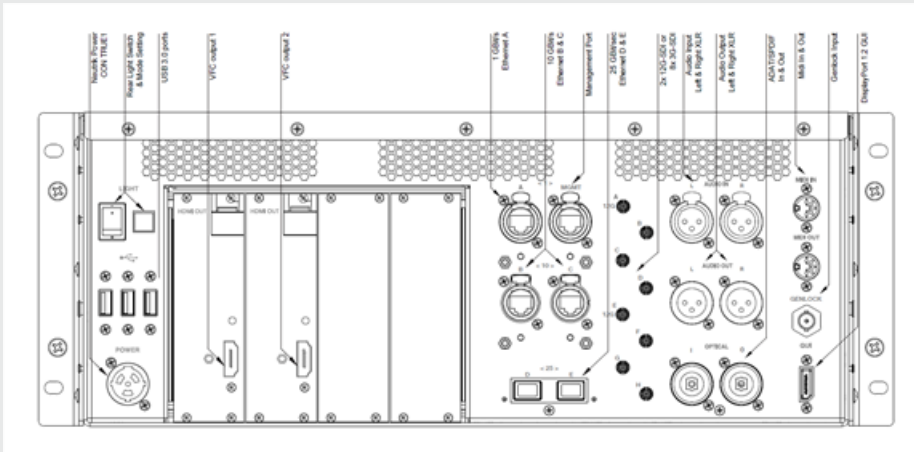 Neutrik Power
CON TRUE1
Rear Light Switch
& Mode Setting
USB 3.0 ports
VFC output 1
VFC output 2
1 GBit/s
Ethernet A
10 GBit/s
Ethernet B & C
Management Port
25 GBit/sec
Ethernet D & E
2x 12G-SDI or
8x 3G-SDI
Audio Input
Left & Right XLR
Audio Output
Left & Right XLR
ADAT/SPDIF
In & Out
Midi In & Out
Genlock Input
DisplayPort 1.2 GUI
LIGHT
HDMI OUT
HDMI OUT
POWER
A
MGMT
B
< 10 >
C
< 25 >
D
E
A
12G
B
C
D
E
12G
F
G
H
AUDIO IN
L
R
AUDIO OUT
L
R
OPTICAL
I
O
MIDI IN
MIDI OUT
GENLOCK
GUI